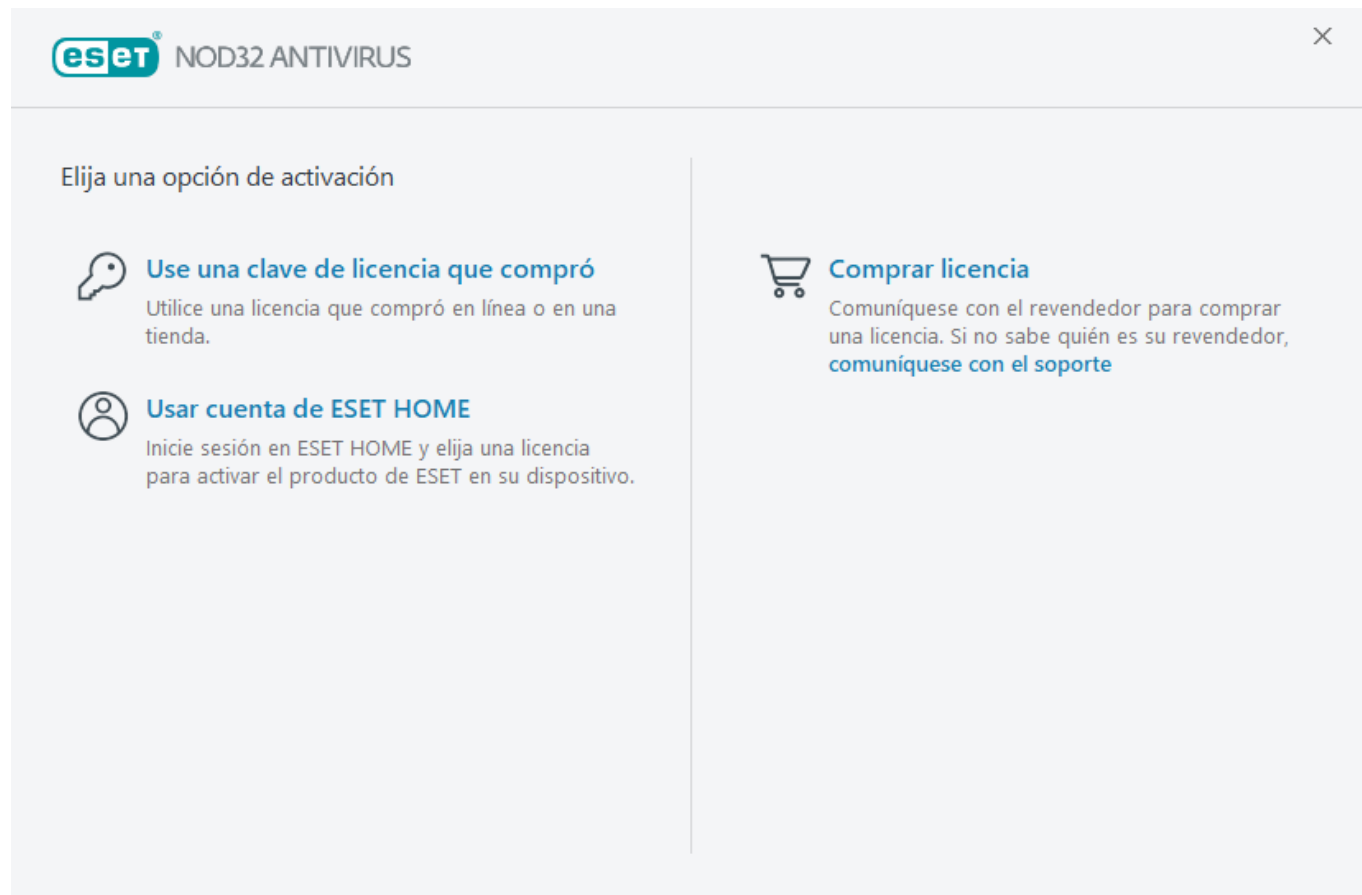 eset® NOD32 ANTIVIRUS
Elija una opción de activación
Use una clave de licencia que compró
Utilice una licencia que compró en línea o en una
tienda.
Usar cuenta de ESET HOME
Inicie sesión en ESET HOME y elija una licencia
para activar el producto de ESET en su dispositivo.
Comprar licencia
Comuníquese con el revendedor para comprar
una licencia. Si no sabe quién es su revendedor,
comuníquese con el soporte